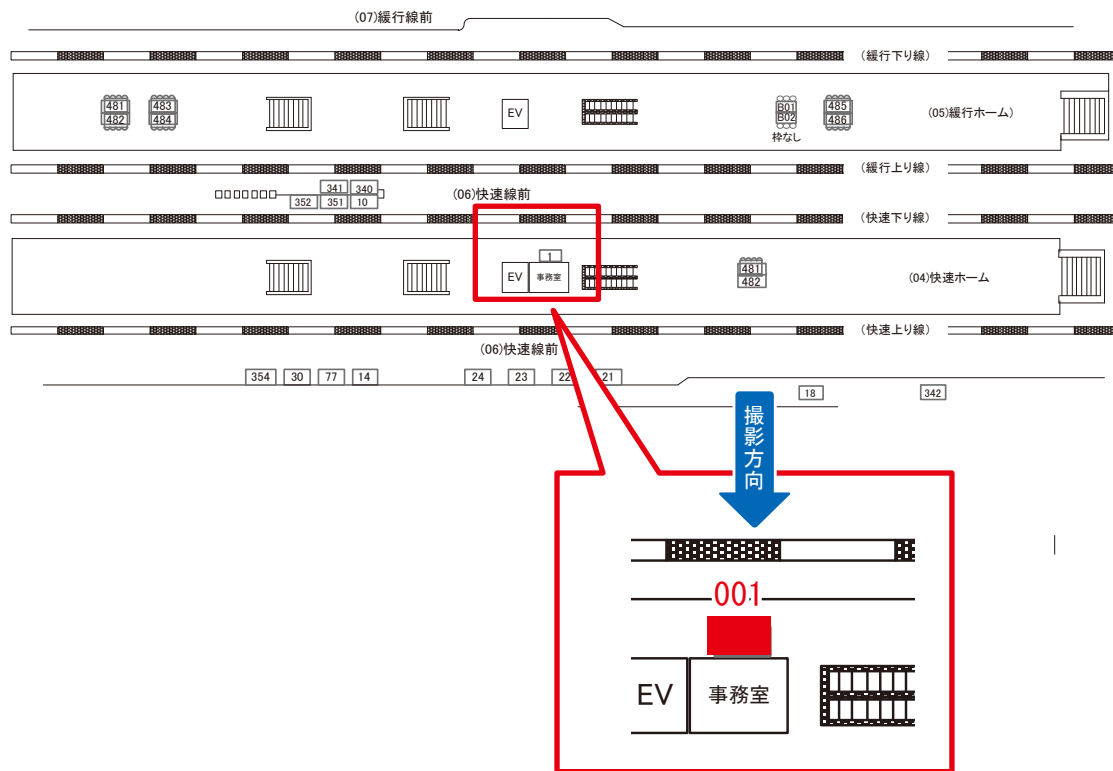 (07)緩行線前
(緩行下り線)
481
482
483
484
EV
B01
B02
枠なし
485
486
(05)緩行ホーム)
(緩行上り線)
341
340
352
351
10
(06)快速線前
(快速下り線)
1
EV
事務室
481
482
(04)快速ホーム
(快速上り線)
(06)快速線前
354
30
77
14
24
23
22
21
18
342
撮影方向
001
EV
事務室